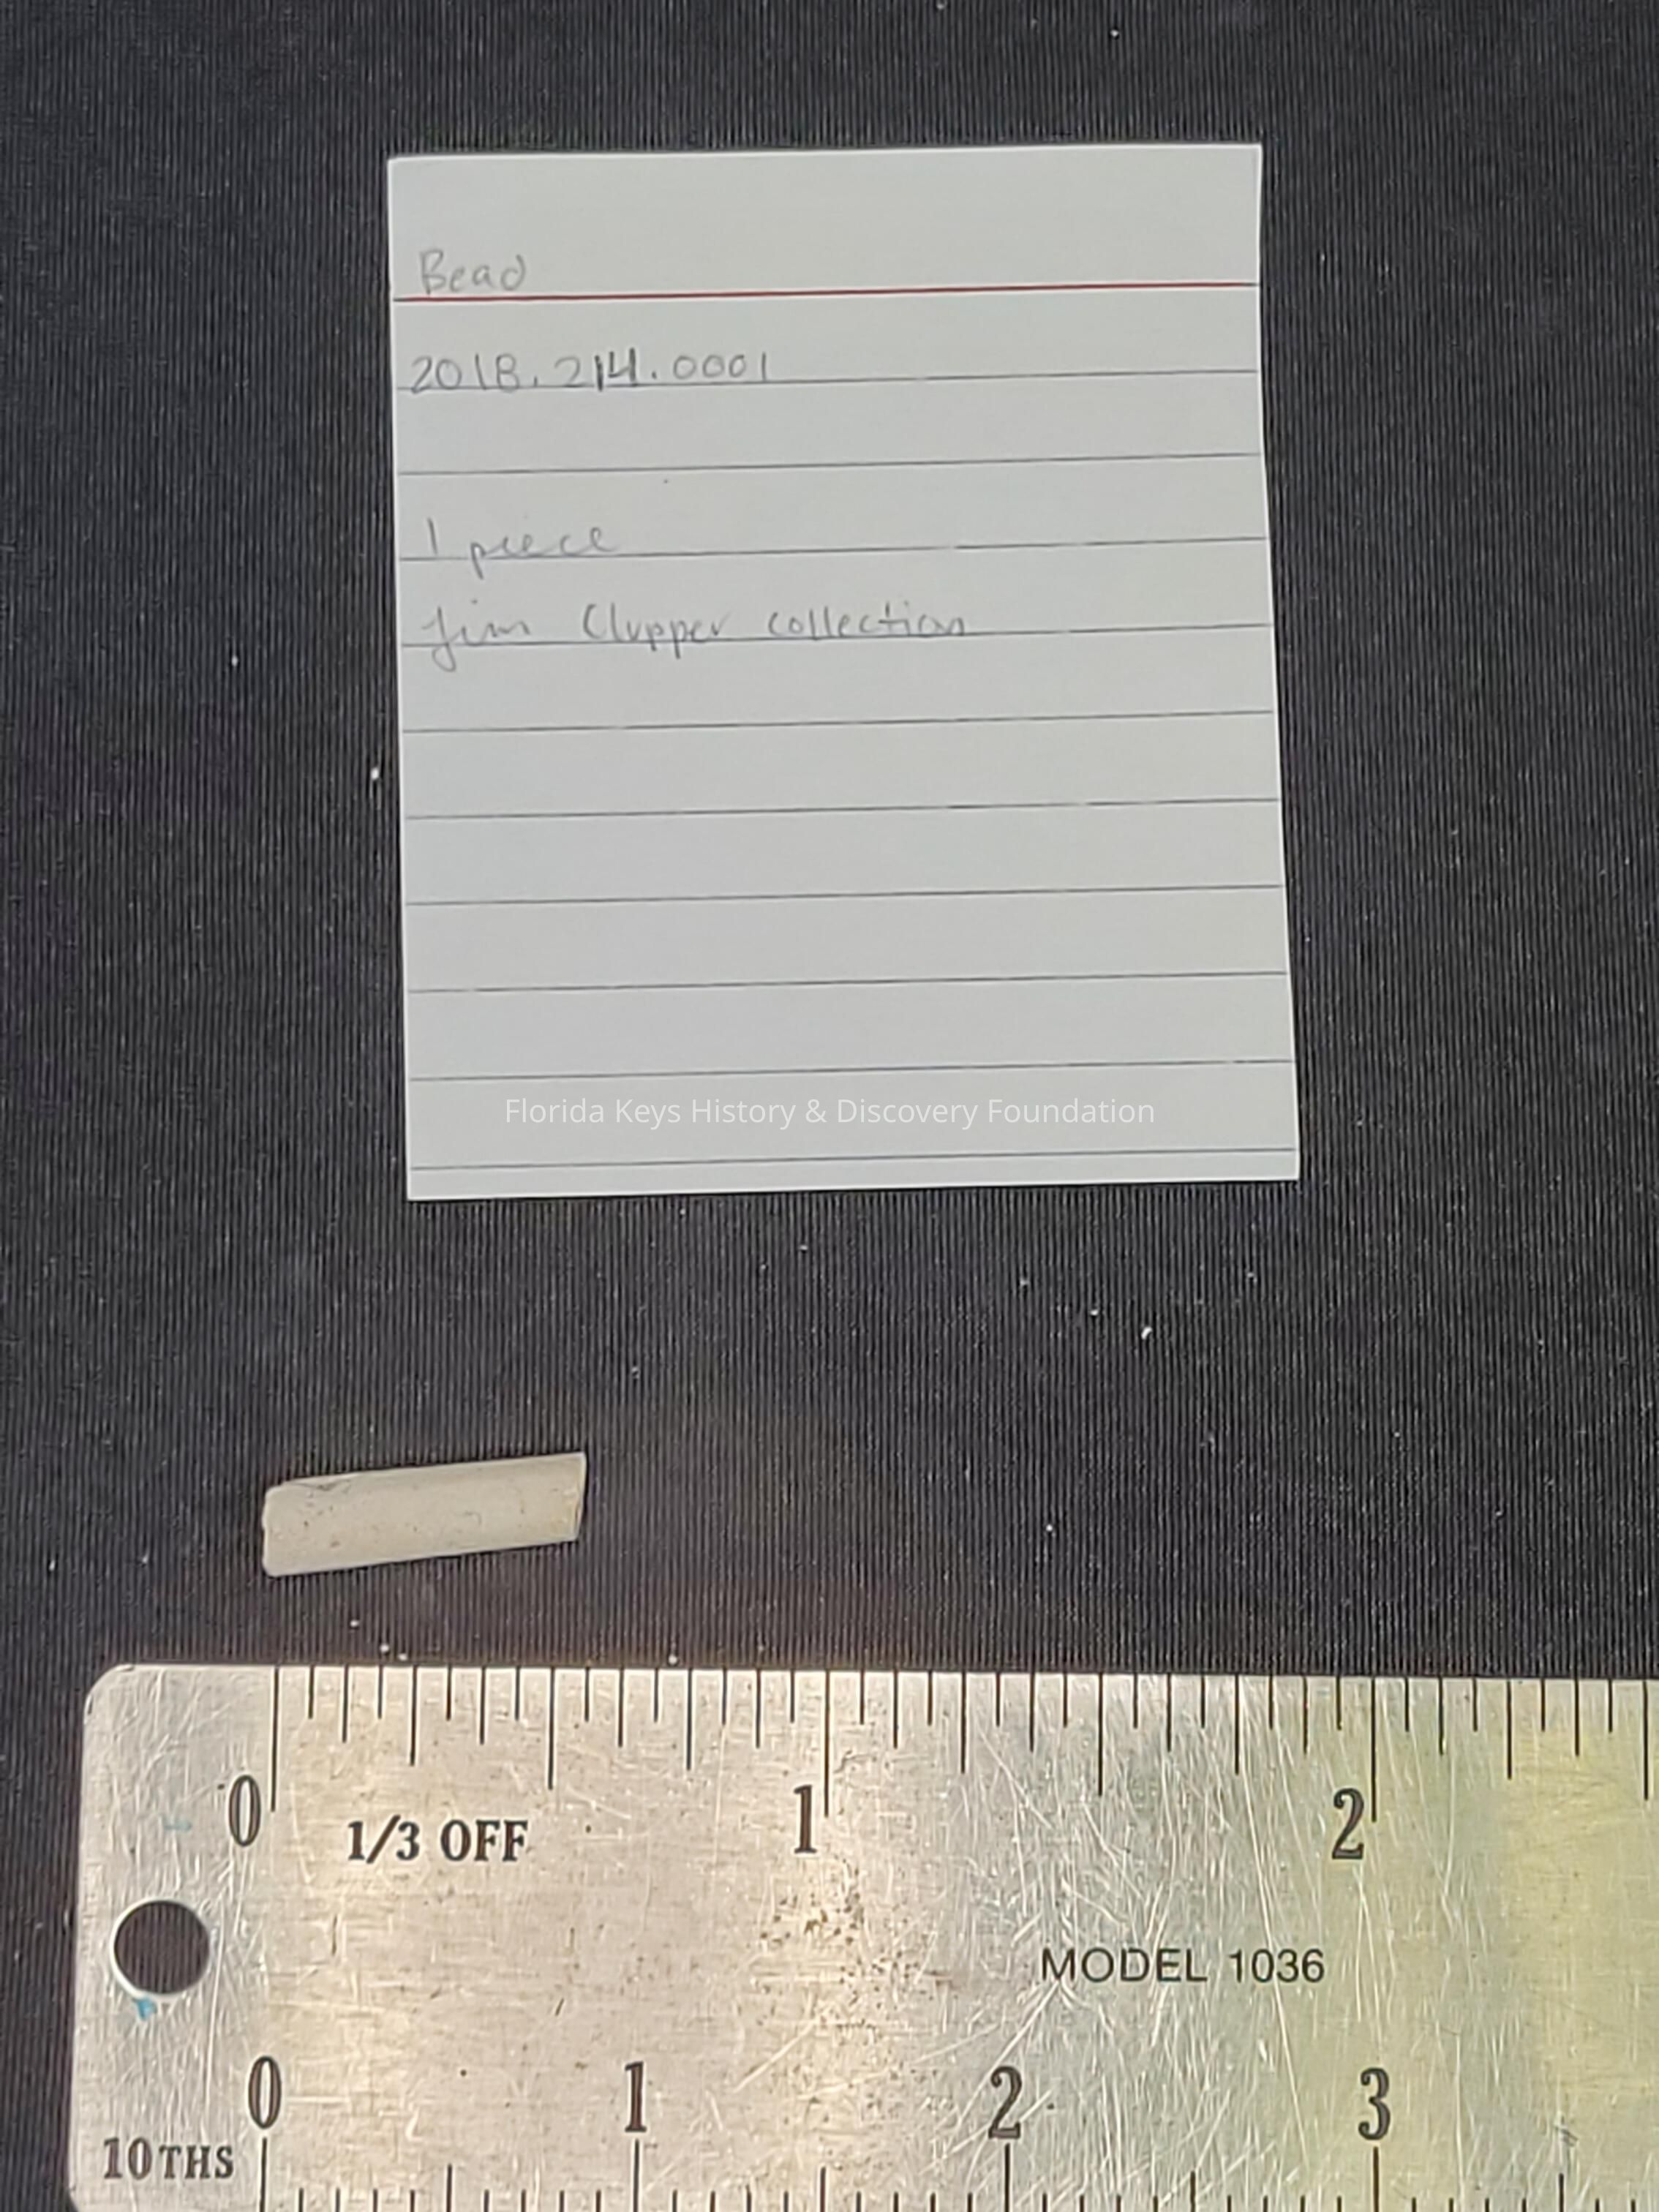 Bead
2018.214.0001
1 piece
Jim Clupper collection
Florida Keys History & Discovery Foundation
0 1 2
1/3 OFF
MODEL 1036
0 1 2 3
10THS